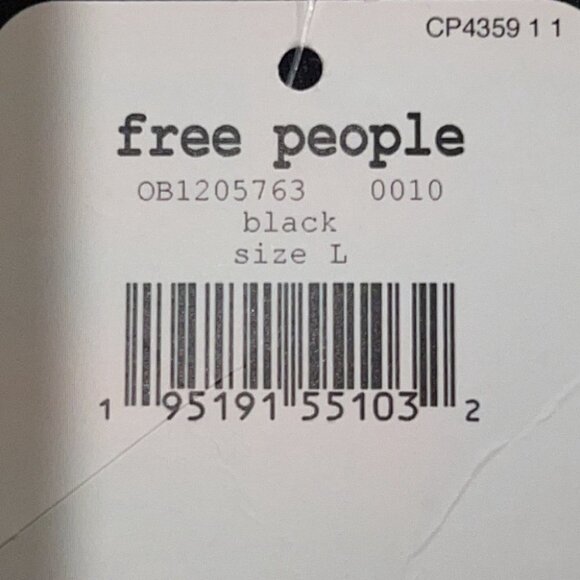 CP4359 1 1
free people
OB1205763 0010
black
size L
1 95191 55103 2